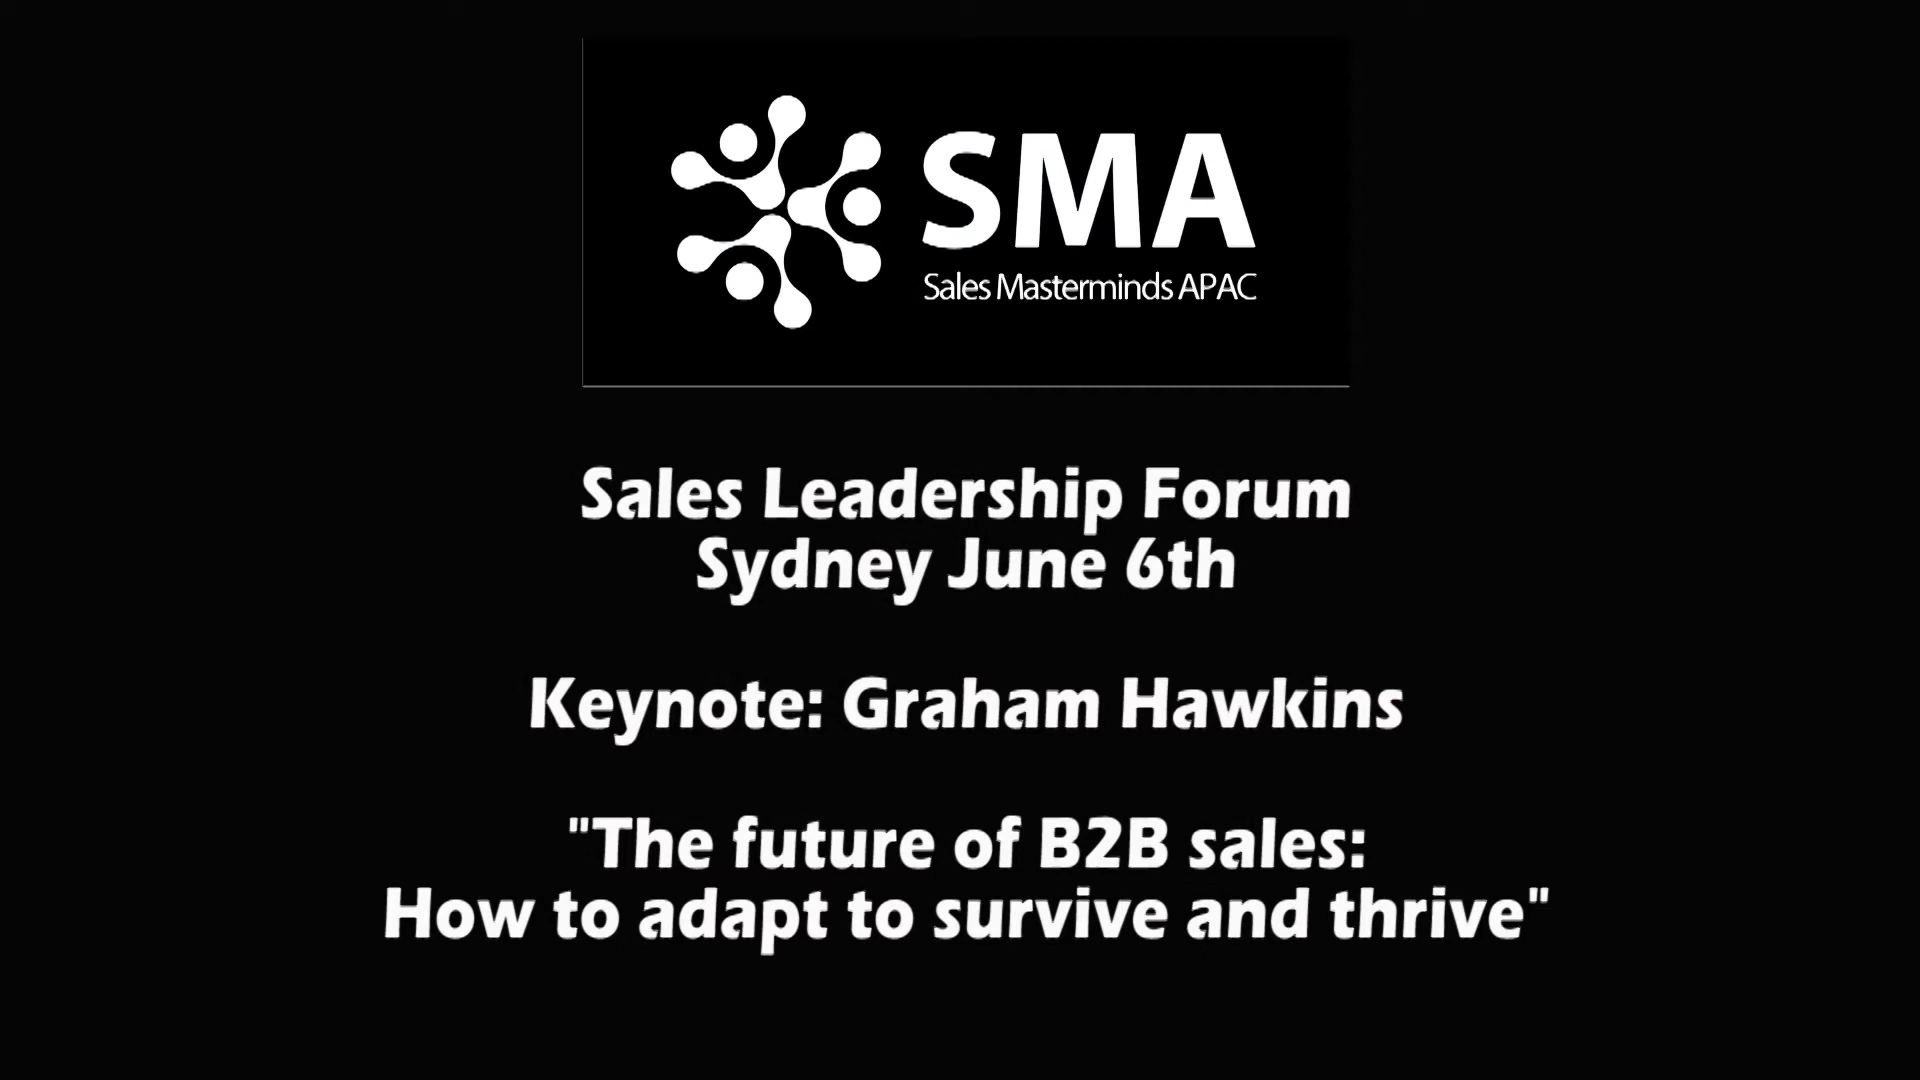 SMA
Sales Masterminds APAC
Sales Leadership Forum
Sydney June 6th
Keynote: Graham Hawkins
"The future of B2B sales:
How to adapt to survive and thrive"